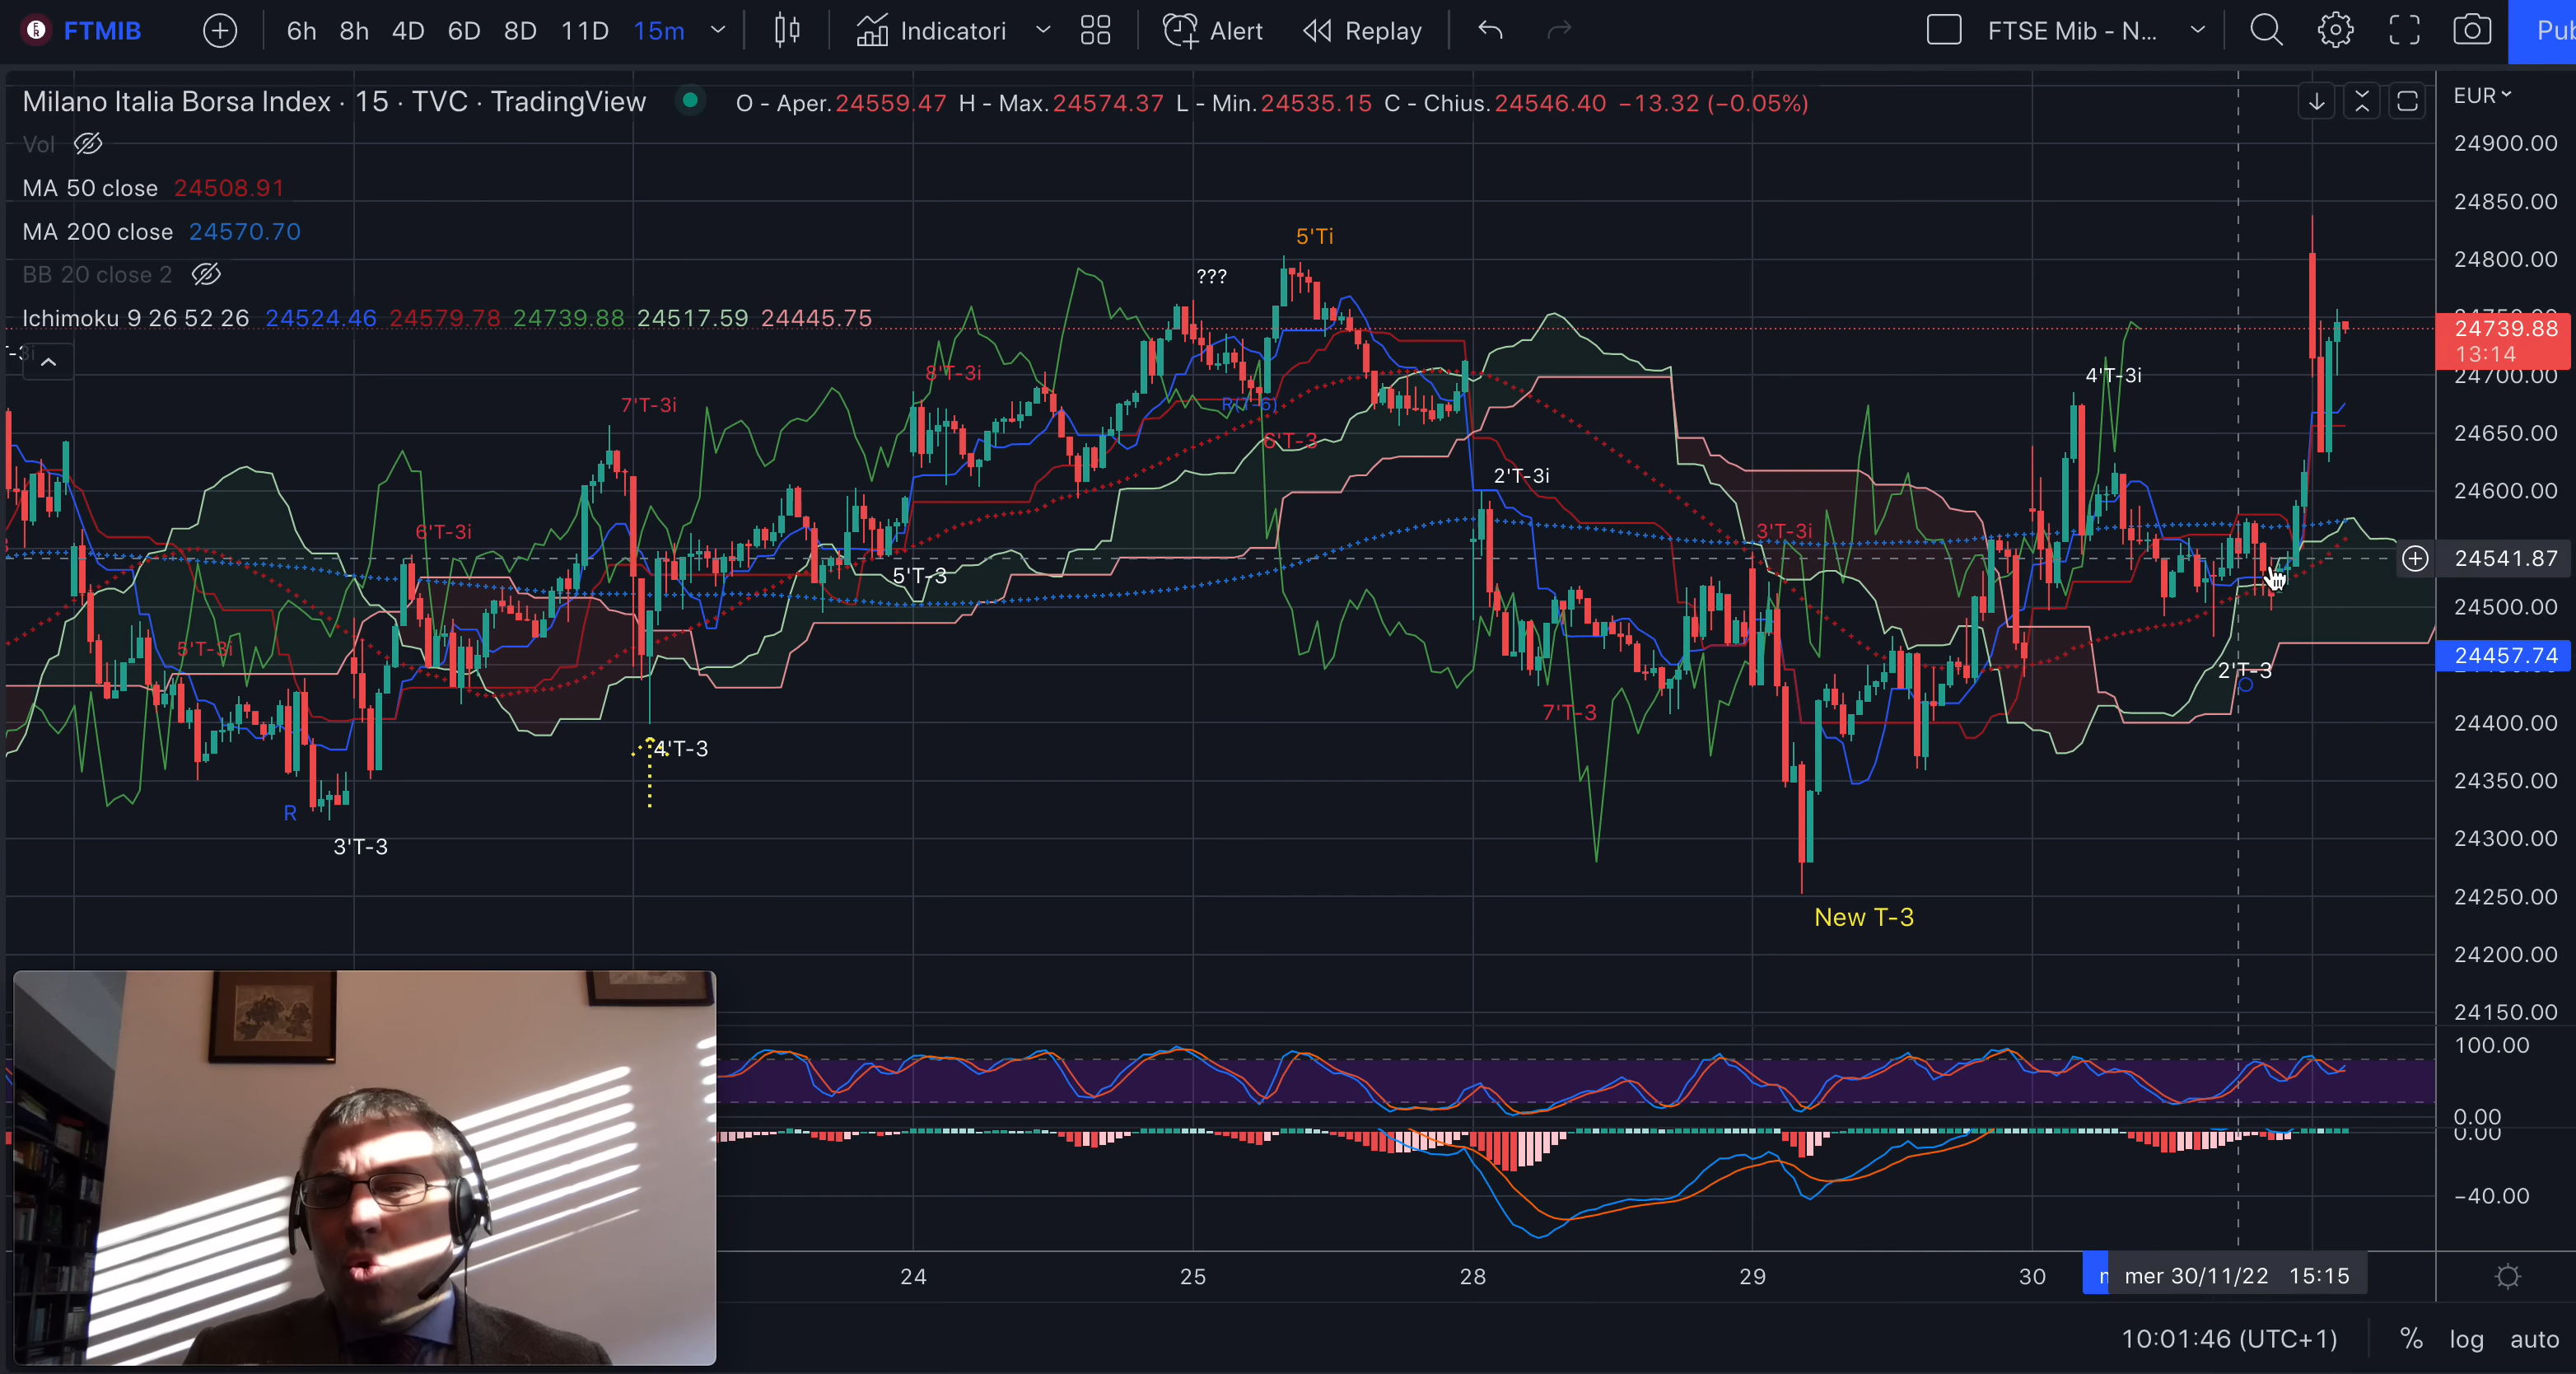 FTMIB 6h 8h 4D 6D 8D 11D 15m Indicatori Alert Replay FTSE Mib - N... Pub
Milano Italia Borsa Index · 15 · TVC · TradingView O - Aper.24559.47 H - Max.24574.37 L - Min.24535.15 C - Chius.24546.40 −13.32 (−0.05%) EUR
Vol
MA 50 close 24508.91
MA 200 close 24570.70
BB 20 close 2
Ichimoku 9 26 52 26 24524.46 24579.78 24739.88 24517.59 24445.75
T-3i
5'Ti
???
8'T-3i
7'T-3i
R(T-6)
6'T-3
4'T-3i
2'T-3i
6'T-3i
3'T-3i
5'T-3
5'T-3i
2'T-3
7'T-3
4'T-3
R
3'T-3
New T-3
24900.00
24850.00
24800.00
24739.88
13:14
24700.00
24650.00
24600.00
24541.87
24500.00
24457.74
24400.00
24350.00
24300.00
24250.00
24200.00
24150.00
100.00
0.00
0.00
−40.00
24 25 28 29 30 mer 30/11/22 15:15
10:01:46 (UTC+1) % log auto